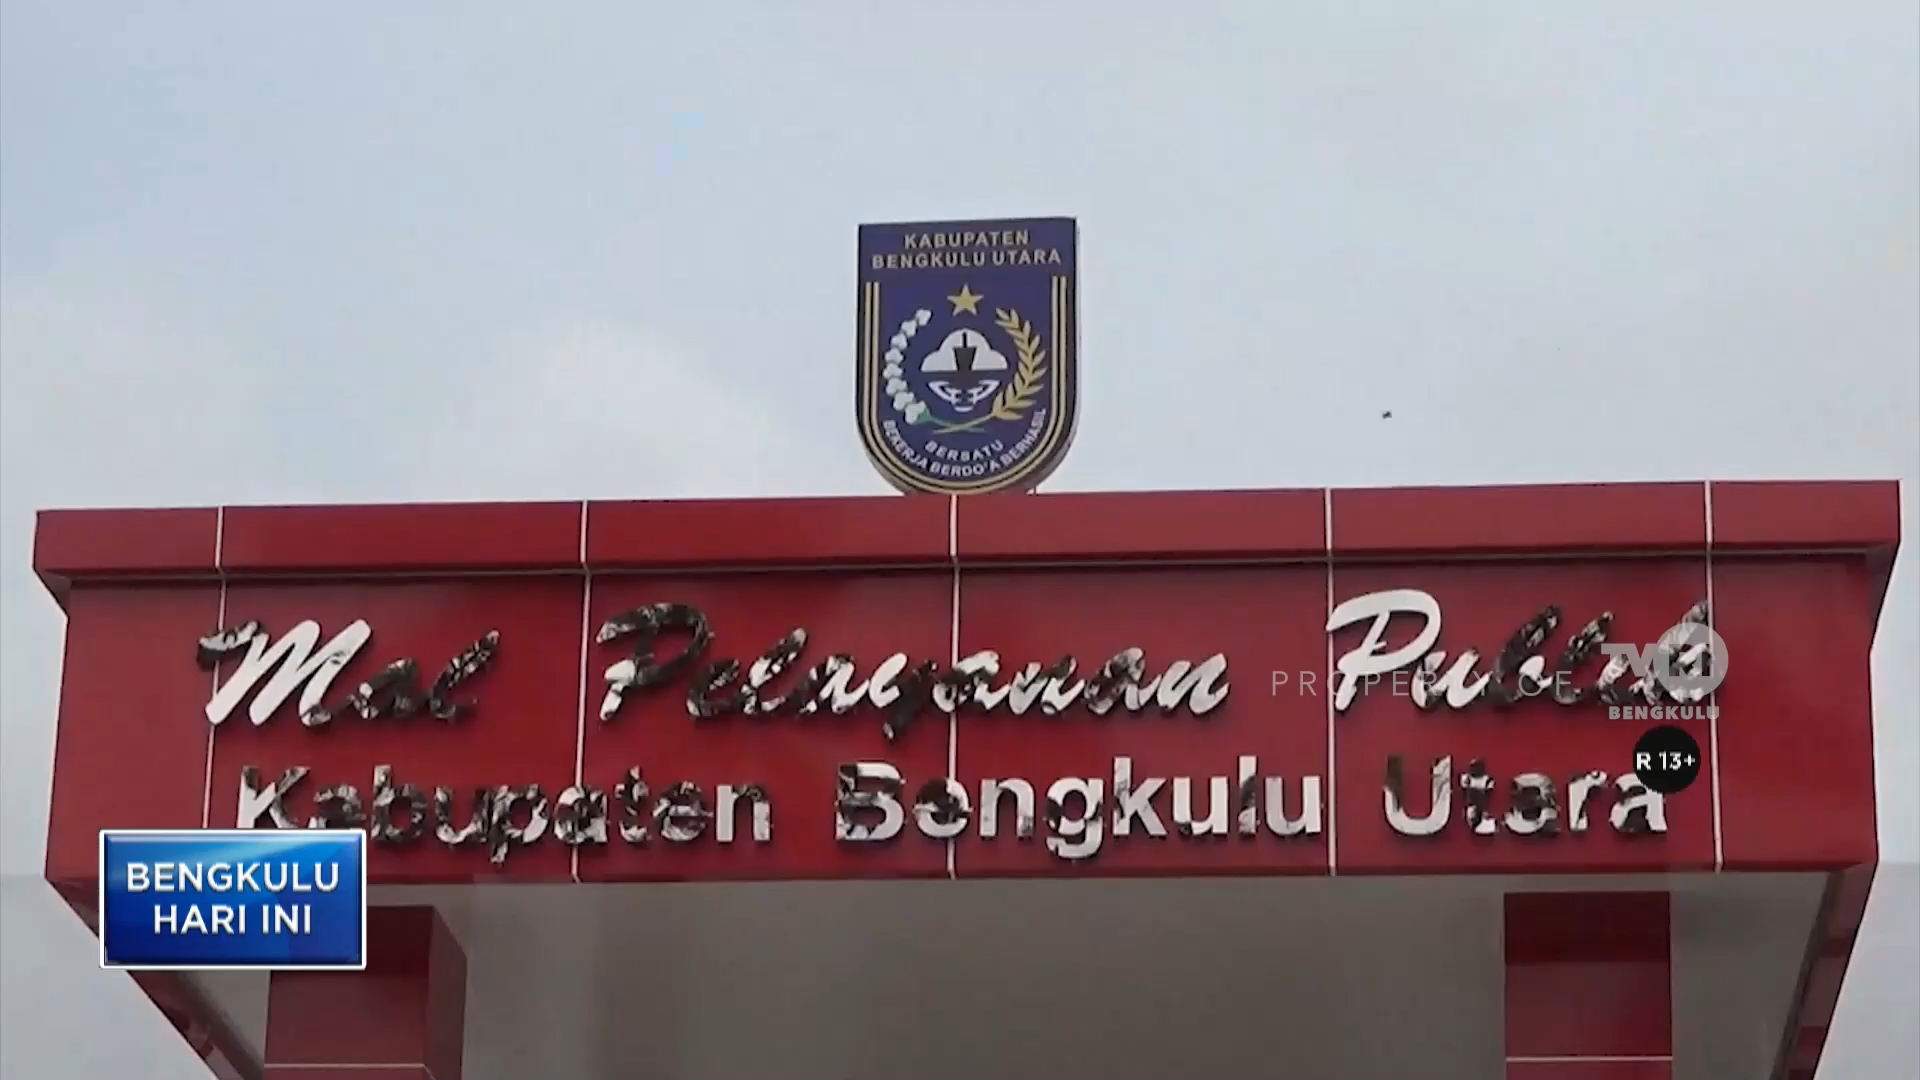 KABUPATEN
BENGKULU UTARA
BERSATU
BEKERJA BERDO'A BERHASIL
Mal Pelayanan Publik
PROPERTY OF
TVRI
BENGKULU
Kabupaten Bengkulu Utara
R 13+
BENGKULU
HARI INI